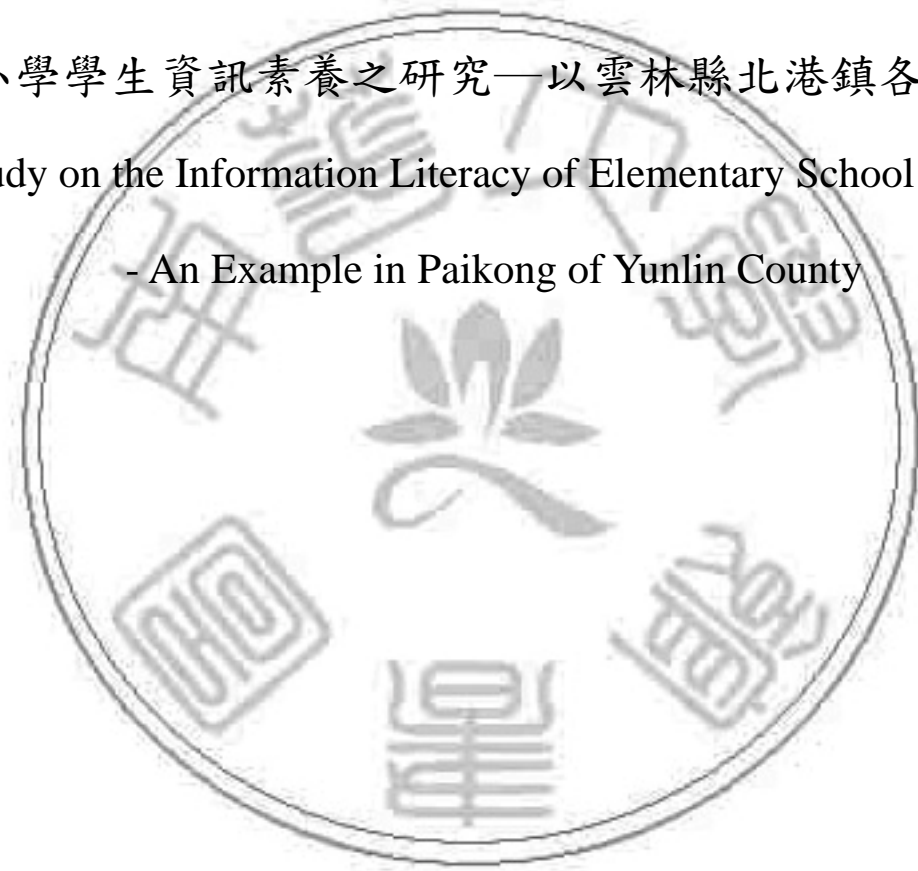 小學學生資訊素養之研究—以雲林縣北港鎮各
udy on the Information Literacy of Elementary School
- An Example in Paikong of Yunlin County